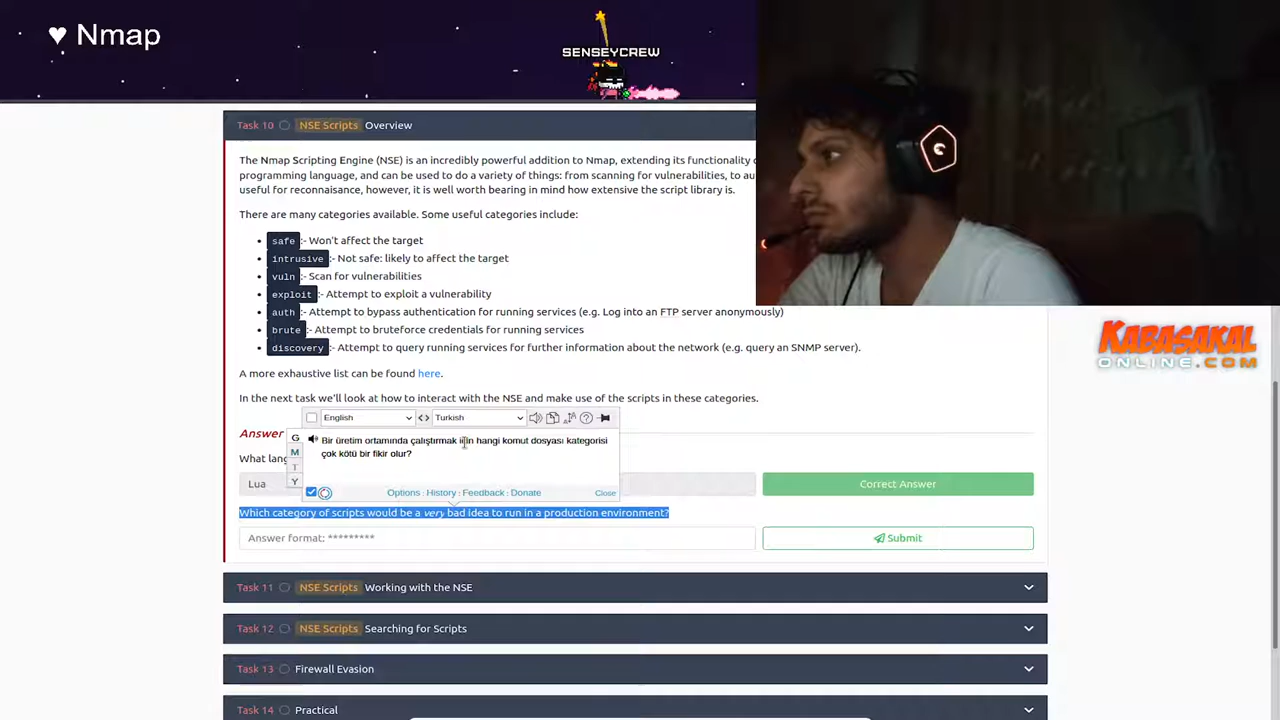 ♥ Nmap
SENSEYCREW
Task 10 NSE Scripts Overview
The Nmap Scripting Engine (NSE) is an incredibly powerful addition to Nmap, extending its functionality
programming language, and can be used to do a variety of things: from scanning for vulnerabilities, to au
useful for reconnaisance, however, it is well worth bearing in mind how extensive the script library is.
There are many categories available. Some useful categories include:
• safe :- Won't affect the target
• intrusive :- Not safe: likely to affect the target
• vuln :- Scan for vulnerabilities
• exploit :- Attempt to exploit a vulnerability
• auth :- Attempt to bypass authentication for running services (e.g. Log into an FTP server anonymously)
• brute :- Attempt to bruteforce credentials for running services
• discovery :- Attempt to query running services for further information about the network (e.g. query an SNMP server).
KABASAKAL
ONLINE.COM
A more exhaustive list can be found here.
In the next task we'll look at how to interact with the NSE and make use of the scripts in these categories.
English <> Turkish
Answer
G
M
T
Y
Bir üretim ortamında çalıştırmak için hangi komut dosyası kategorisi
çok kötü bir fikir olur?
What lang
Lua
Correct Answer
Options : History : Feedback : Donate Close
Which category of scripts would be a very bad idea to run in a production environment?
Answer format: *********
Submit
Task 11 NSE Scripts Working with the NSE
Task 12 NSE Scripts Searching for Scripts
Task 13 Firewall Evasion
Task 14 Practical